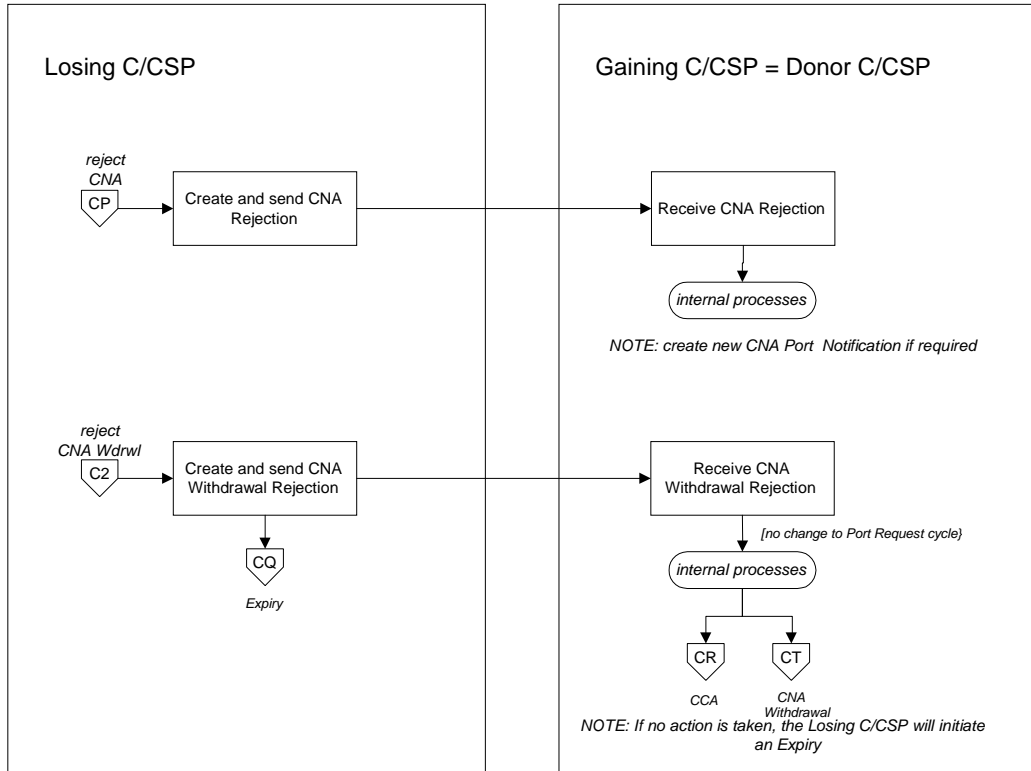 Losing C/CSP
Gaining C/CSP = Donor C/CSP
reject
CNA
CP
Create and send CNA
Rejection
Receive CNA Rejection
internal processes
NOTE: create new CNA Port  Notification if required
reject
CNA Wdrwl
C2
Create and send CNA
Withdrawal Rejection
Receive CNA
Withdrawal Rejection
[no change to Port Request cycle}
CQ
Expiry
internal processes
CR
CT
CCA
CNA
Withdrawal
NOTE: If no action is taken, the Losing C/CSP will initiate
an Expiry